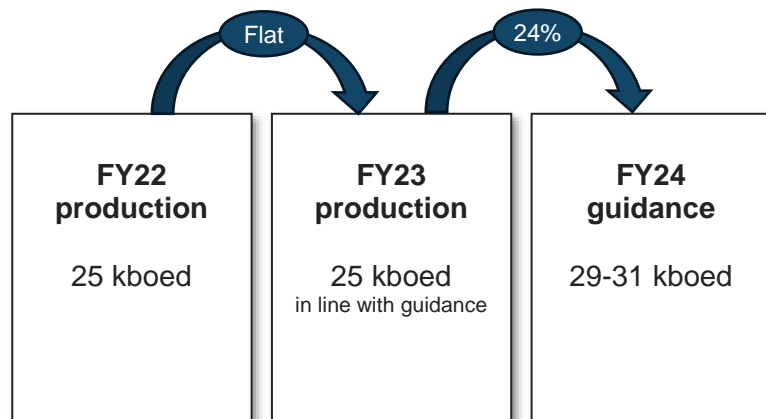 Flat
24%
FY22
production
25 kboed
FY23
production
25 kboed
in line with guidance
FY24
guidance
29-31 kboed